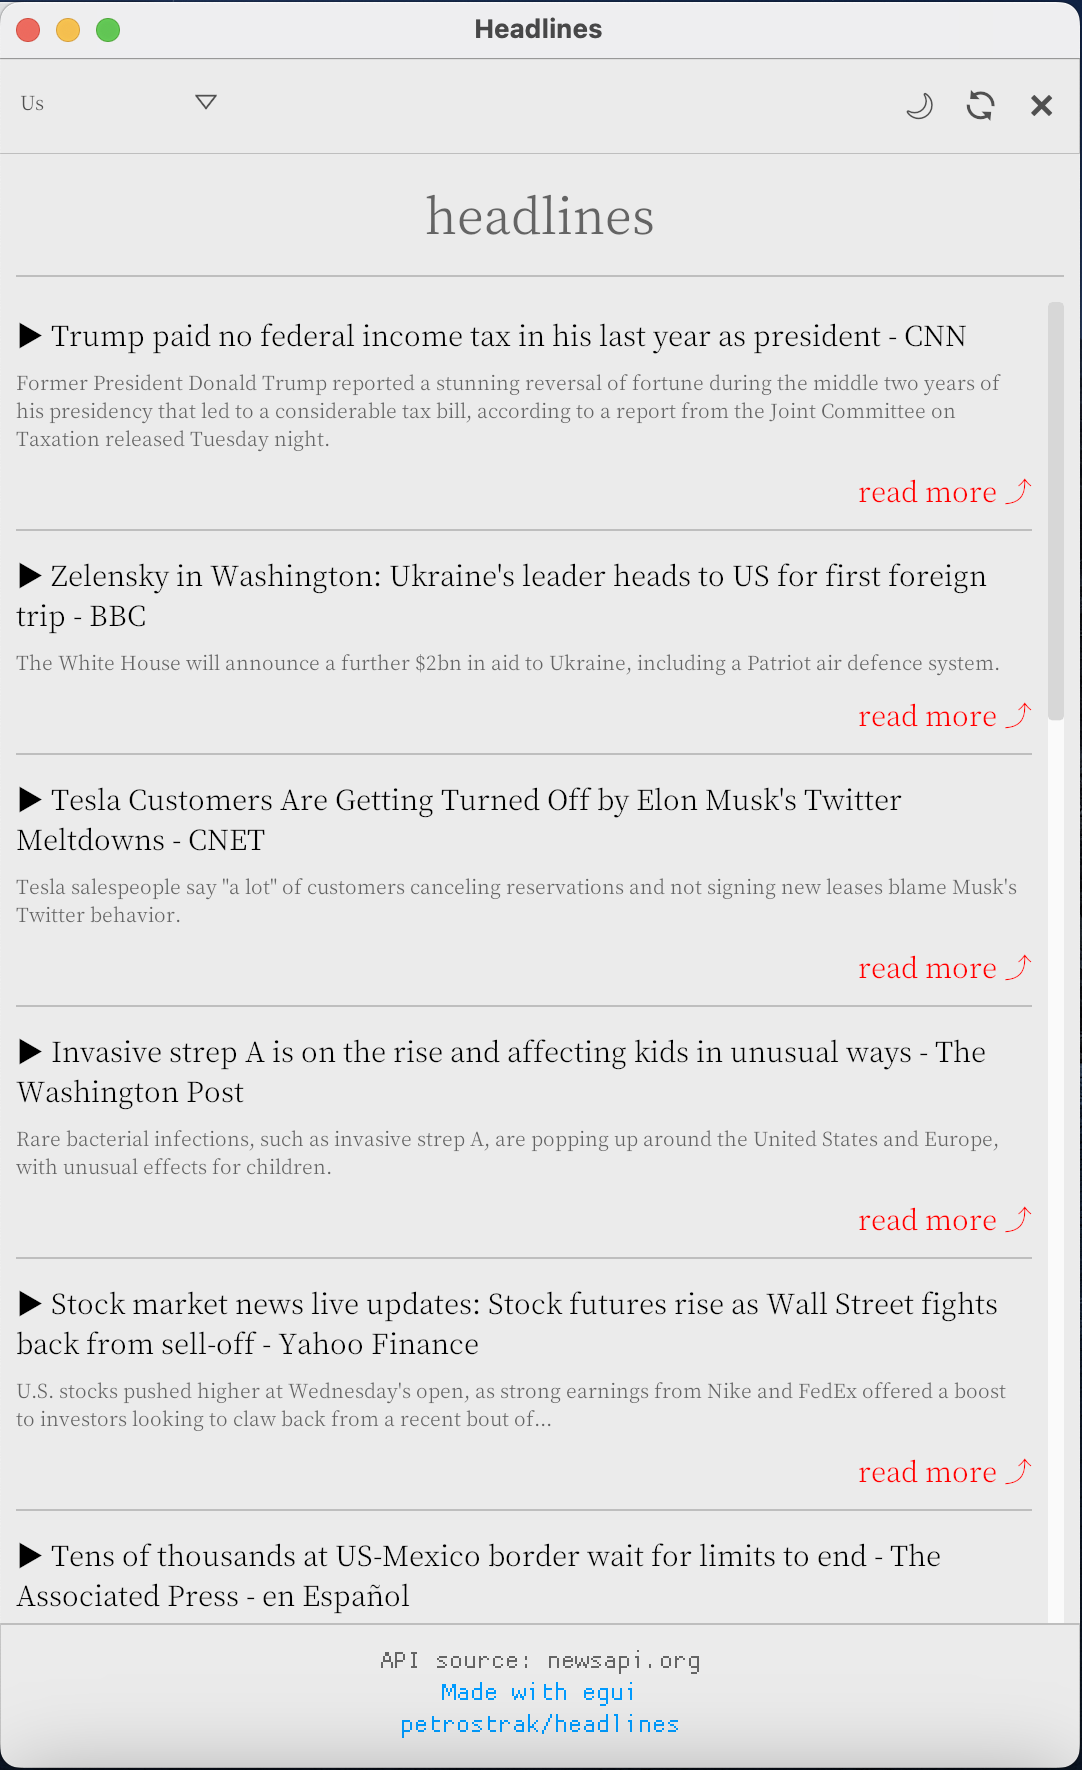 Headlines
Us
headlines
▶ Trump paid no federal income tax in his last year as president - CNN
Former President Donald Trump reported a stunning reversal of fortune during the middle two years of
his presidency that led to a considerable tax bill, according to a report from the Joint Committee on
Taxation released Tuesday night.
read more ⤴
▶ Zelensky in Washington: Ukraine's leader heads to US for first foreign
trip - BBC
The White House will announce a further $2bn in aid to Ukraine, including a Patriot air defence system.
read more ⤴
▶ Tesla Customers Are Getting Turned Off by Elon Musk's Twitter
Meltdowns - CNET
Tesla salespeople say "a lot" of customers canceling reservations and not signing new leases blame Musk's
Twitter behavior.
read more ⤴
▶ Invasive strep A is on the rise and affecting kids in unusual ways - The
Washington Post
Rare bacterial infections, such as invasive strep A, are popping up around the United States and Europe,
with unusual effects for children.
read more ⤴
▶ Stock market news live updates: Stock futures rise as Wall Street fights
back from sell-off - Yahoo Finance
U.S. stocks pushed higher at Wednesday's open, as strong earnings from Nike and FedEx offered a boost
to investors looking to claw back from a recent bout of...
read more ⤴
▶ Tens of thousands at US-Mexico border wait for limits to end - The
Associated Press - en Español
API source: newsapi.org
Made with egui
petrostrak/headlines